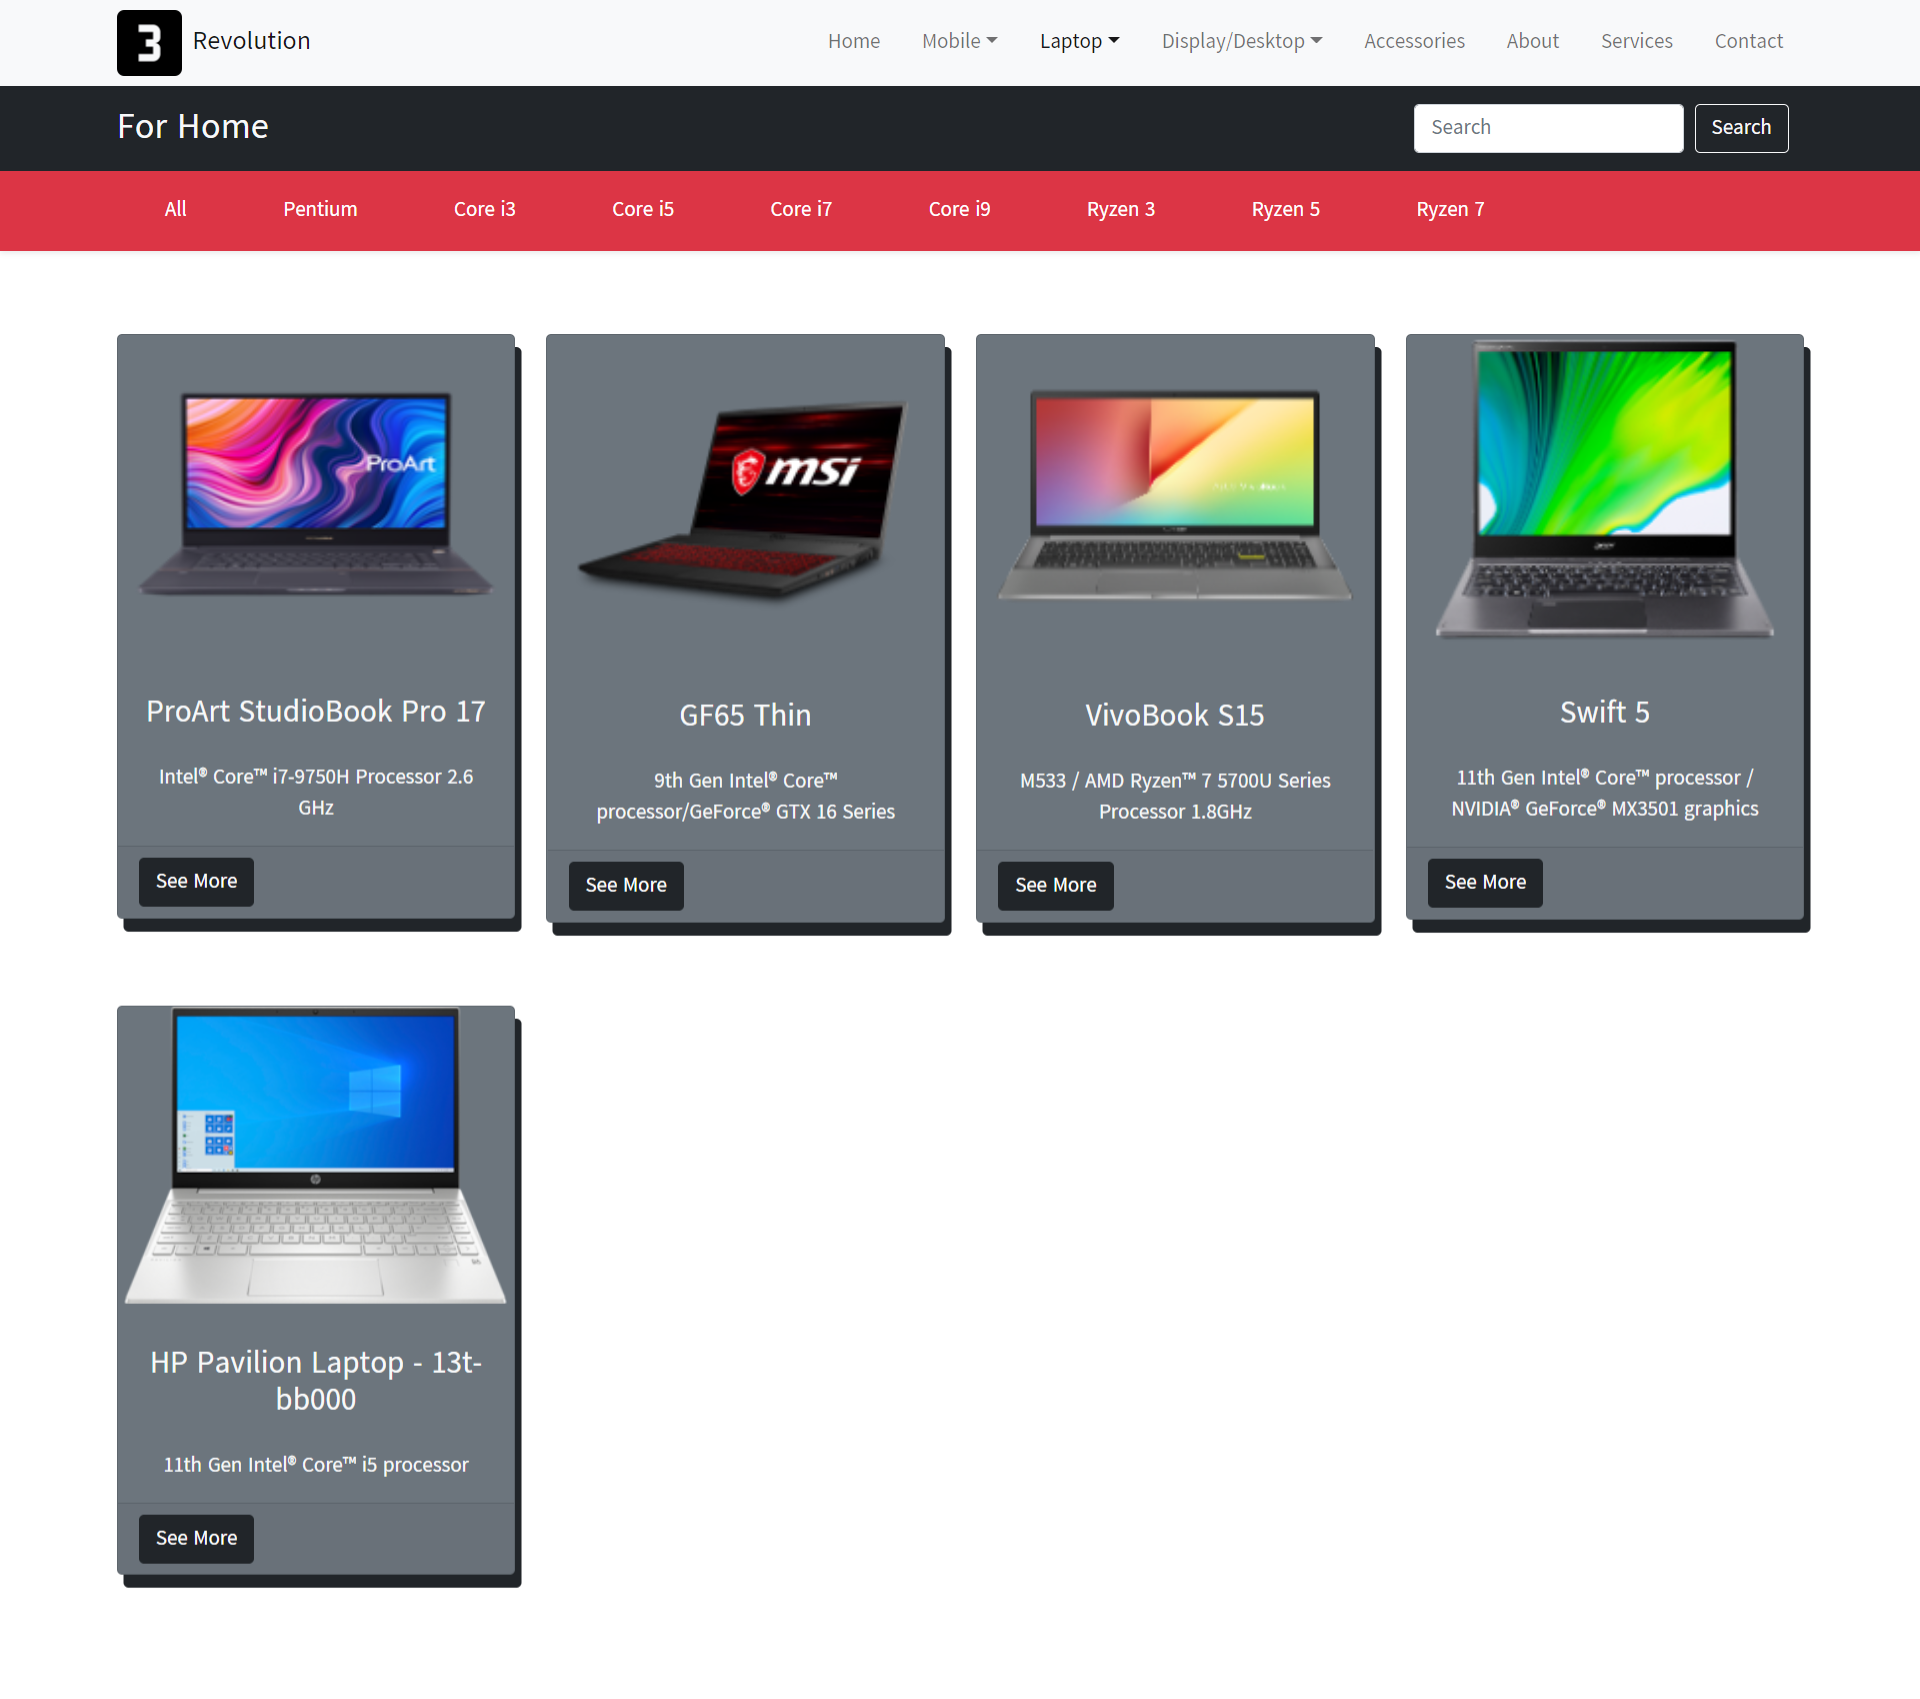 3 Revolution
Home Mobile Laptop Display/Desktop Accessories About Services Contact
For Home
Search Search
All Pentium Core i3 Core i5 Core i7 Core i9 Ryzen 3 Ryzen 5 Ryzen 7
ProArt
msi
acer
ProArt StudioBook Pro 17
Intel® Core™ i7-9750H Processor 2.6
GHz
See More
GF65 Thin
9th Gen Intel® Core™
processor/GeForce® GTX 16 Series
See More
VivoBook S15
M533 / AMD Ryzen™ 7 5700U Series
Processor 1.8GHz
See More
Swift 5
11th Gen Intel® Core™ processor /
NVIDIA® GeForce® MX3501 graphics
See More
hp
HP Pavilion Laptop - 13t-
bb000
11th Gen Intel® Core™ i5 processor
See More